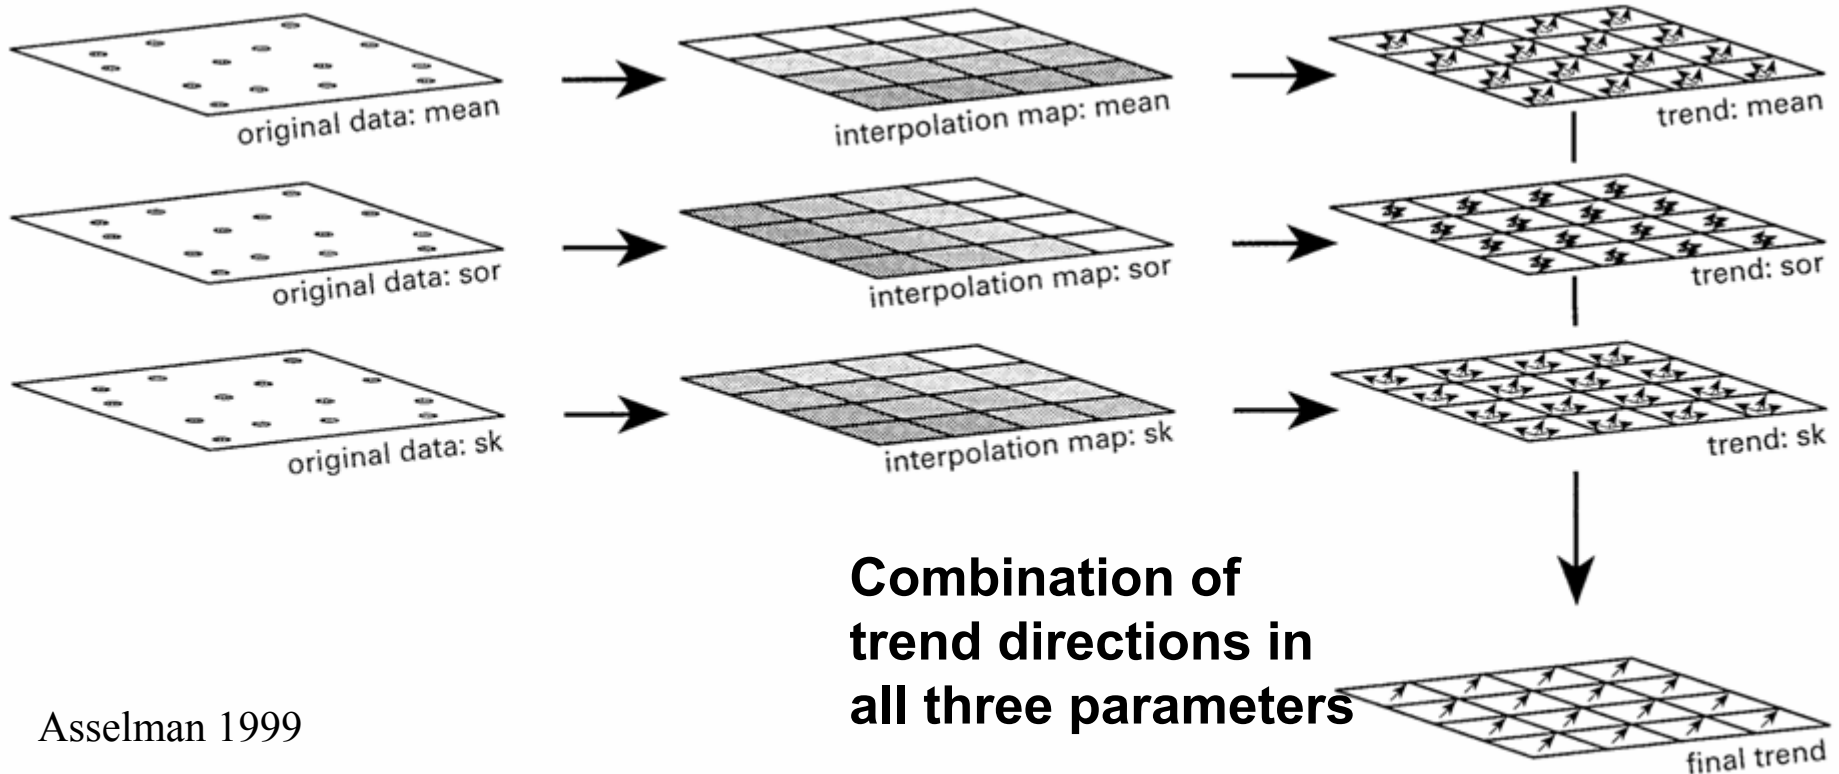 original data: mean
interpolation map: mean
trend: mean
original data: sor
interpolation map: sor
trend: sor
original data: sk
interpolation map: sk
trend: sk
Combination of
trend directions in
all three parameters
Asselman 1999
final trend